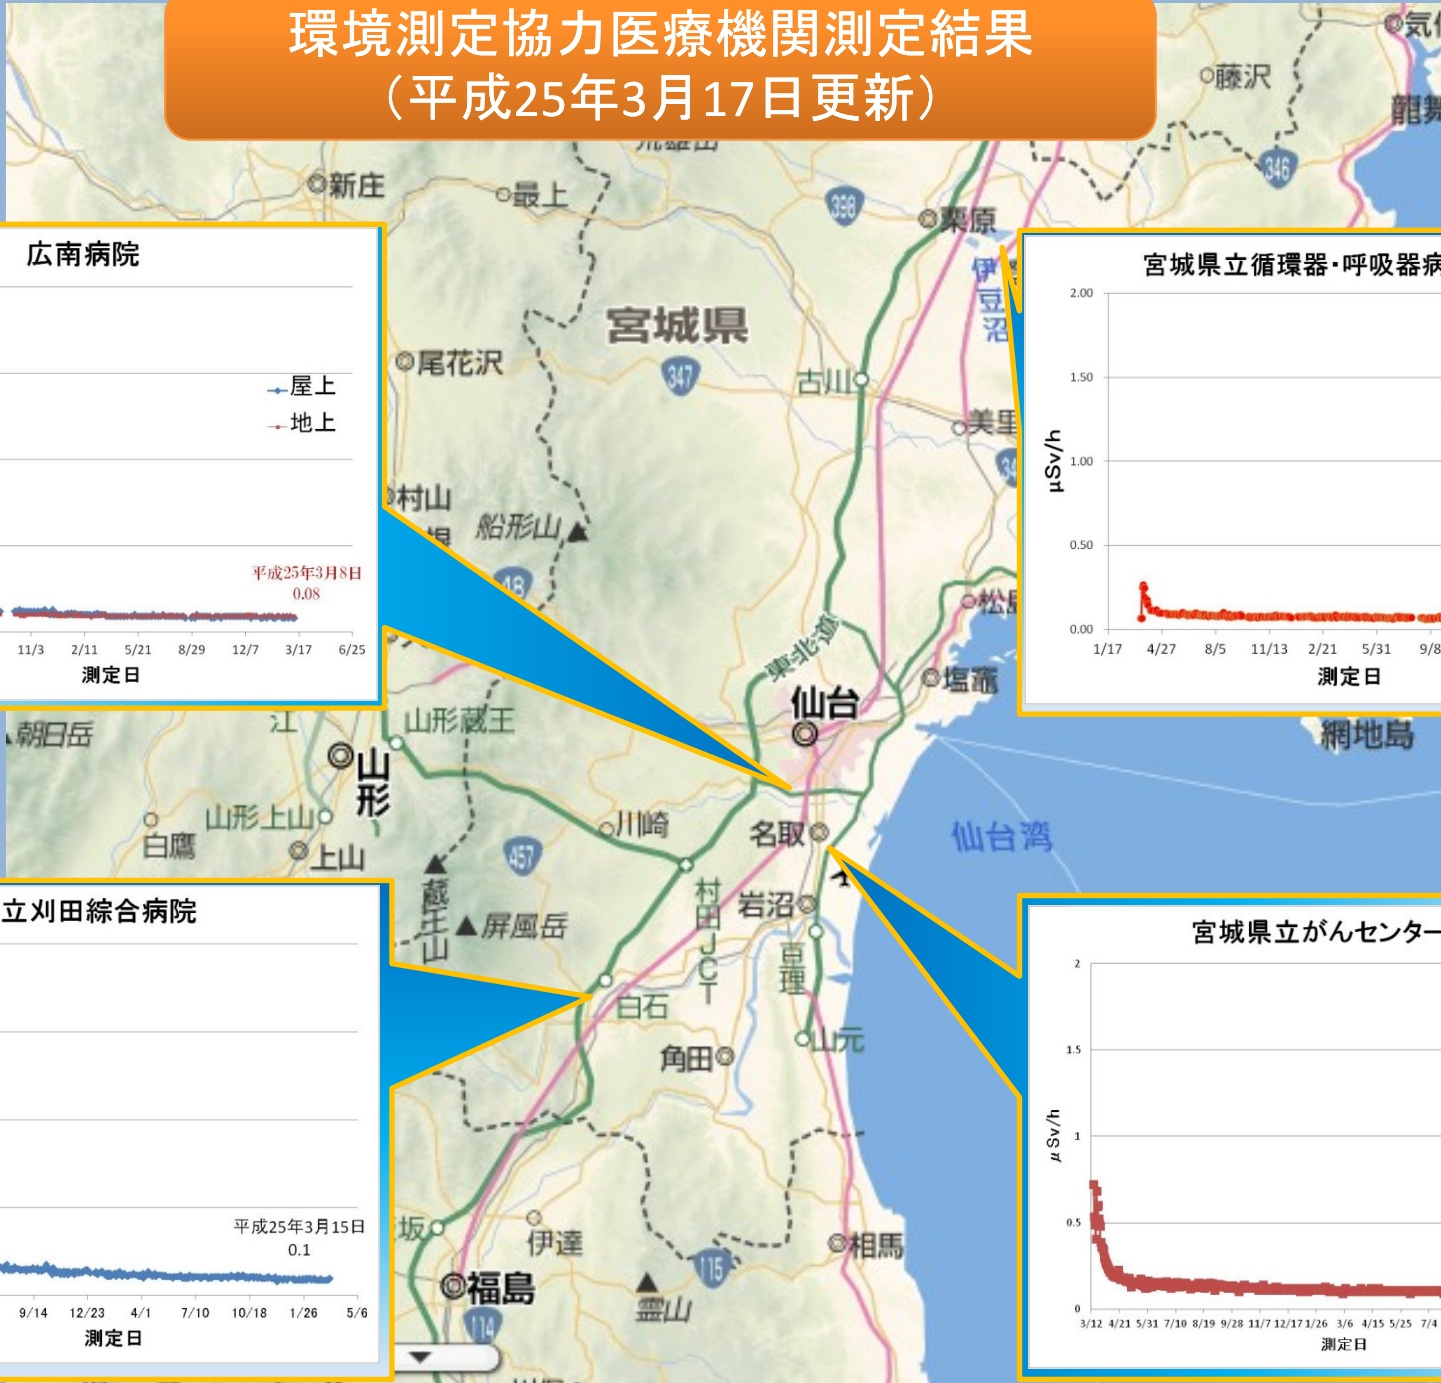 環境測定協力医療機関測定結果
（平成25年3月17日更新）
気
藤沢
龍舞
346
新庄
最上
398
栗原
伊豆沼
宮城県
尾花沢
347
古川
美里
村山
船形山
48
松島
東北道
塩竈
仙台
朝日岳
江
山形蔵王
山形
網地島
山形上山
白鷹
上山
川崎
457
名取
仙台湾
蔵王山
屏風岳
村田JCT
岩沼
亘理
白石
角田
山元
坂
伊達
相馬
115
福島
霊山
114
広南病院
屋上
地上
平成25年3月8日
0.08
11/3 2/11 5/21 8/29 12/7 3/17 6/25
測定日
宮城県立循環器・呼吸器病
2.00
1.50
1.00
0.50
0.00
μSv/h
1/17 4/27 8/5 11/13 2/21 5/31 9/8
測定日
立刈田綜合病院
平成25年3月15日
0.1
9/14 12/23 4/1 7/10 10/18 1/26 5/6
測定日
宮城県立がんセンター
2
1.5
1
0.5
0
μSv/h
3/12 4/21 5/31 7/10 8/19 9/28 11/7 12/17 1/26 3/6 4/15 5/25 7/4
測定日